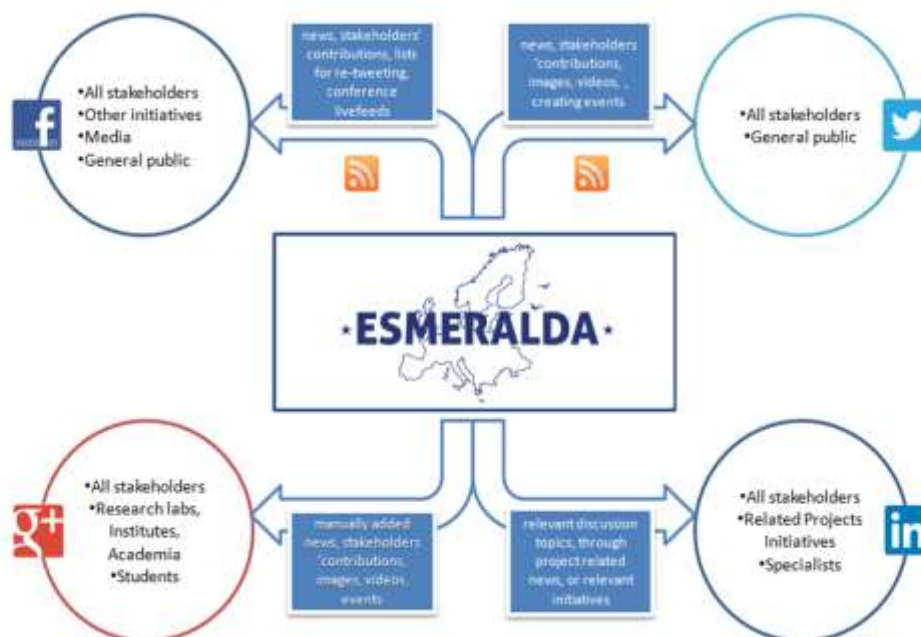 news, stakeholders'
contributions, lists
for re-tweeting,
conference
livefeeds
news, stakeholders
'contributions,
images, videos, ,
creating events
•All stakeholders
•Other initiatives
•Media
•General public
•All stakeholders
•General public
ESMERALDA
•All stakeholders
•Research labs,
Institutes,
Academia
•Students
manually added
news, stakeholders
'contributions,
images, videos,
events
relevant discussion
topics, through
project related
news, or relevant
initiatives
•All stakeholders
•Related Projects
Initiatives
•Specialists
g+
in